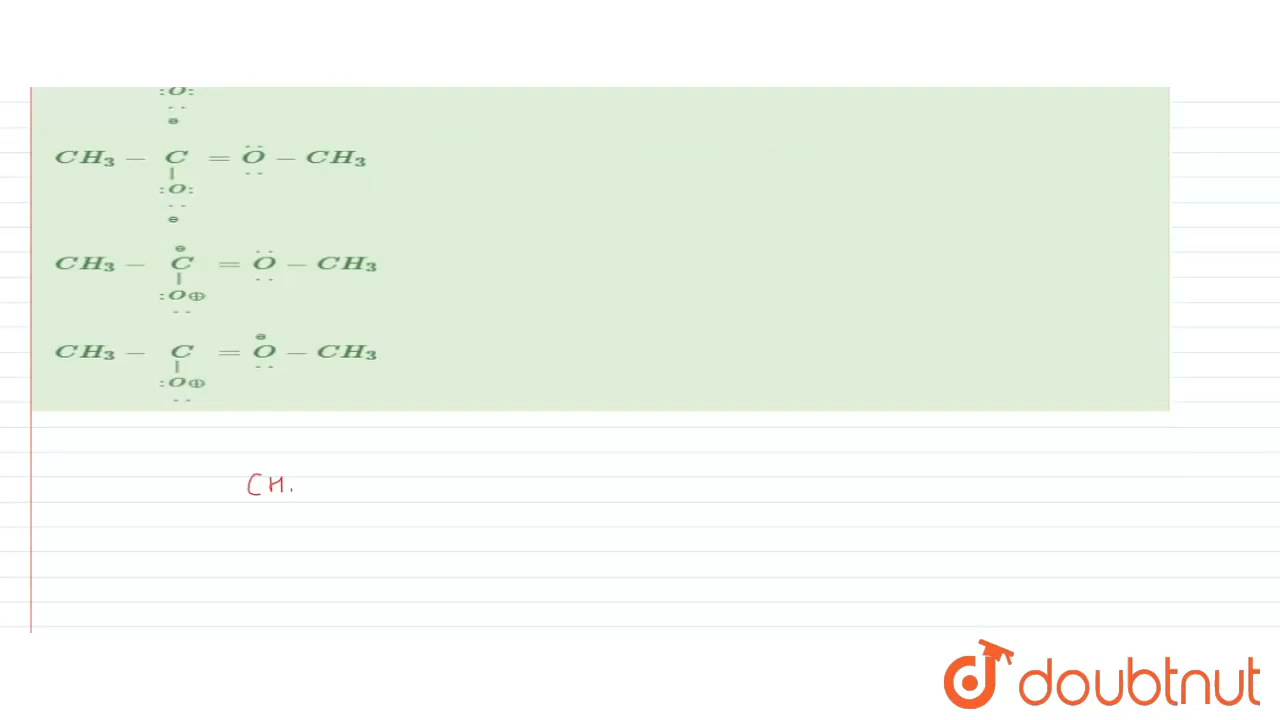 :O:
⊖
CH₃ − C = O − CH₃
|
:O:
⊖
⊕
CH₃ − C = O − CH₃
|
:O⊕
⊕
CH₃ − C = O − CH₃
|
:O⊕
CH.
doubtnut